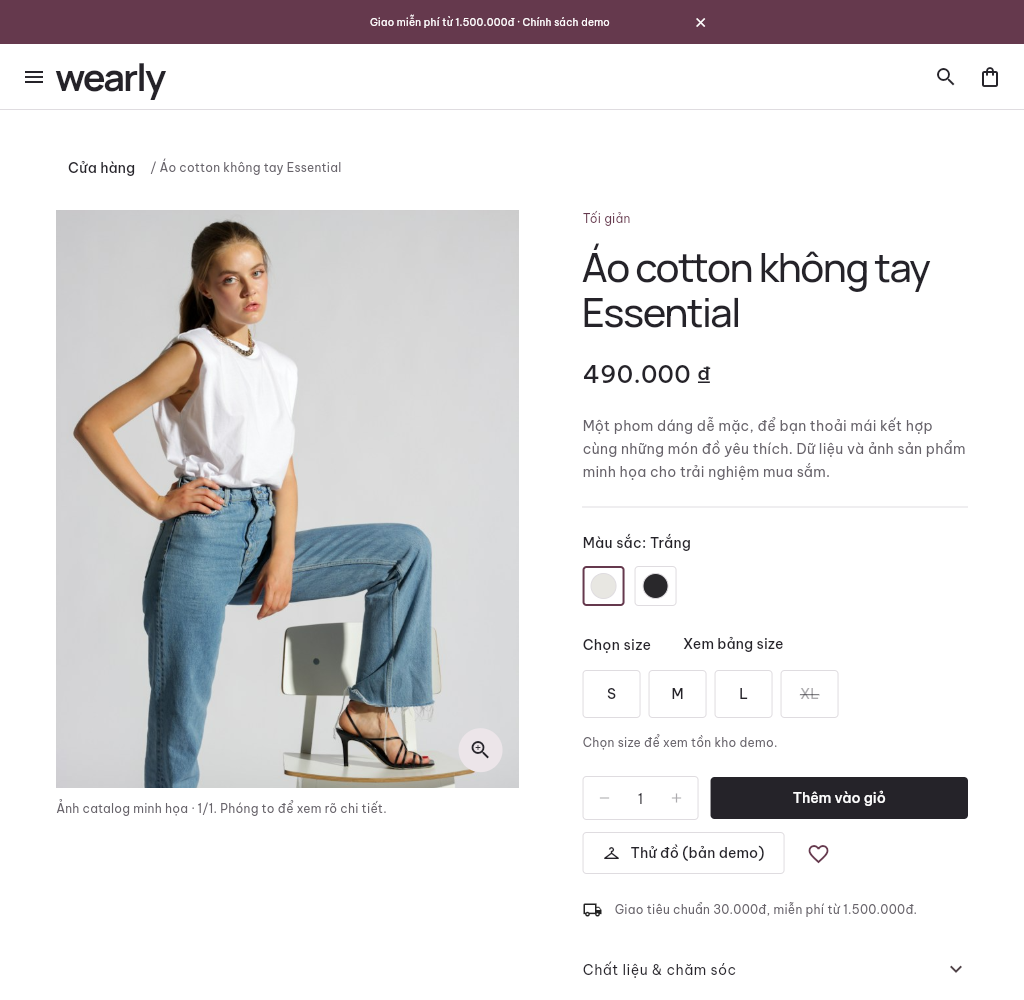 Giao miễn phí từ 1.500.000đ · Chính sách demo
wearly
Cửa hàng / Áo cotton không tay Essential
Tối giản
Áo cotton không tay
Essential
490.000 ₫
Một phom dáng dễ mặc, để bạn thoải mái kết hợp
cùng những món đồ yêu thích. Dữ liệu và ảnh sản phẩm
minh họa cho trải nghiệm mua sắm.
Màu sắc: Trắng
Chọn size Xem bảng size
S M L XL
Chọn size để xem tồn kho demo.
1 Thêm vào giỏ
Thử đồ (bản demo)
Giao tiêu chuẩn 30.000đ, miễn phí từ 1.500.000đ.
Chất liệu & chăm sóc
Ảnh catalog minh họa · 1/1. Phóng to để xem rõ chi tiết.